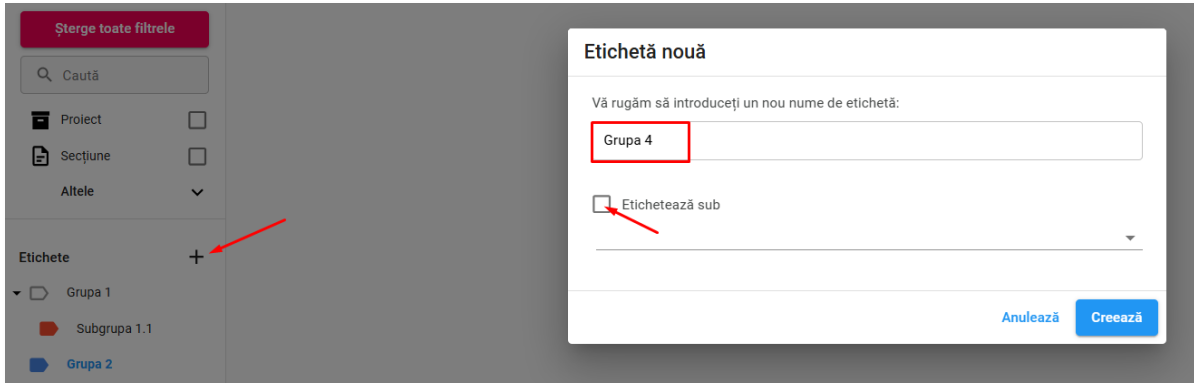 Șterge toate filtrele
Caută
Proiect
Secțiune
Altele
Etichete
Grupa 1
Subgrupa 1.1
Grupa 2
Etichetă nouă
Vă rugăm să introduceți un nou nume de etichetă:
Grupa 4
Etichetează sub
Anulează
Creează